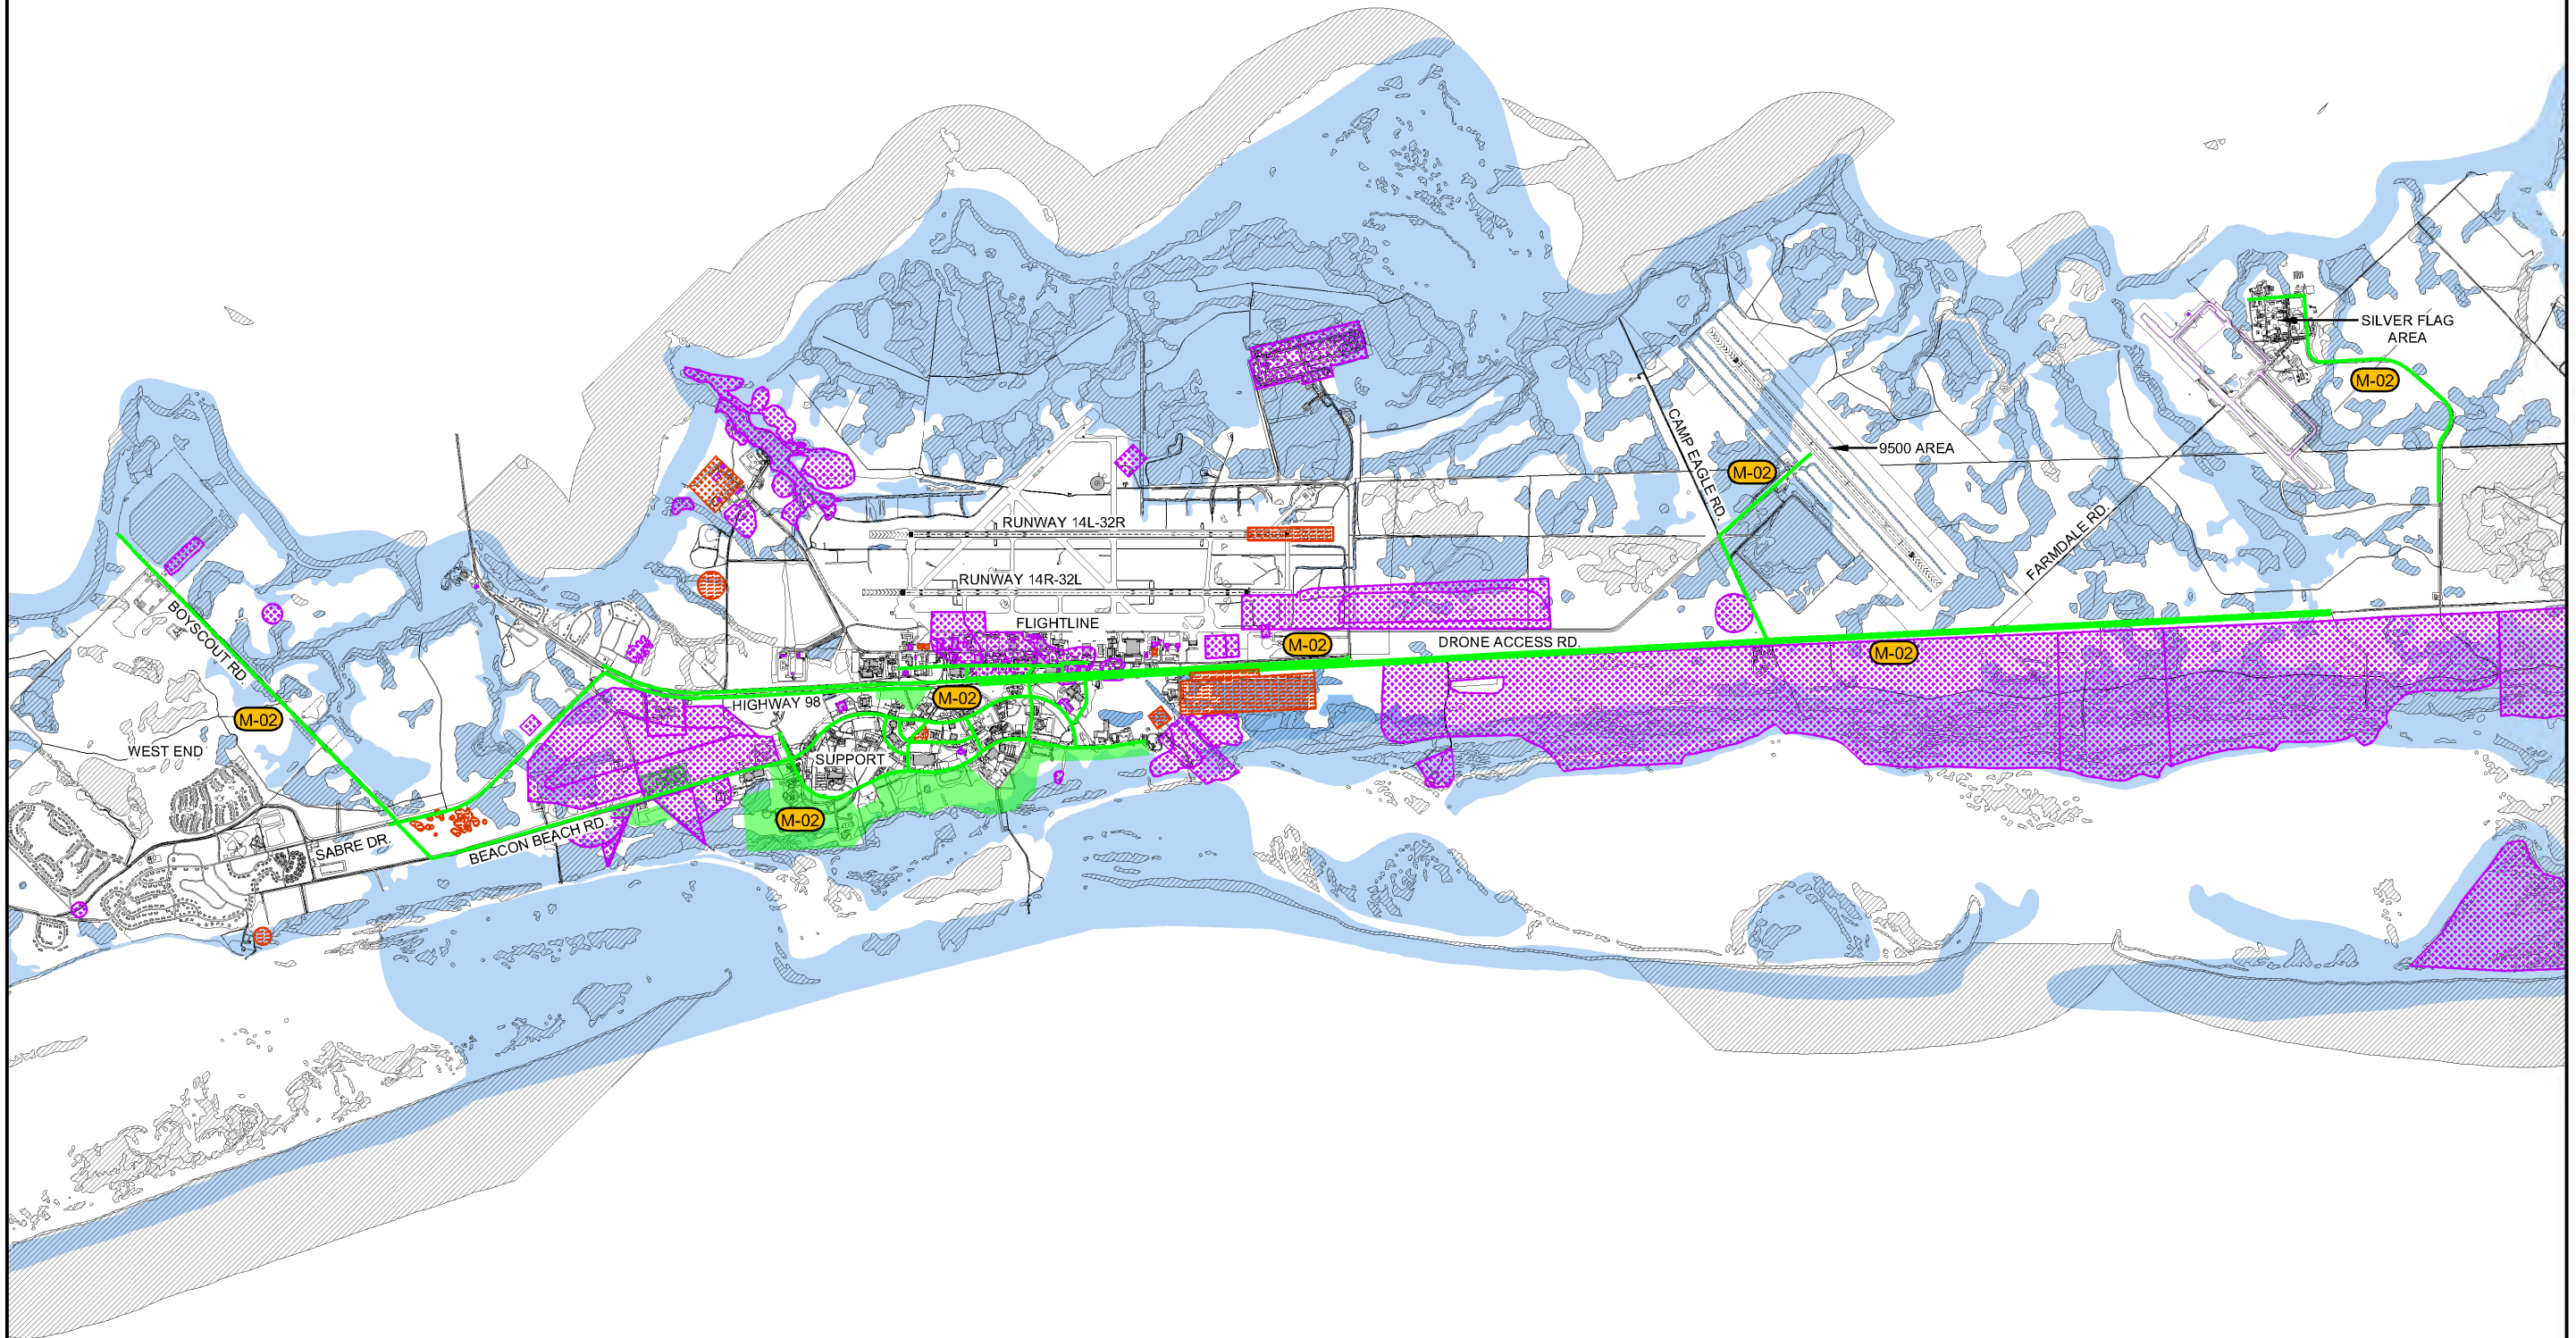 SILVER FLAG
AREA
M-02
CAMP EAGLE RD.
9500 AREA
M-02
FARMDALE RD.
RUNWAY 14L-32R
RUNWAY 14R-32L
FLIGHTLINE
BOYSCOUT RD.
M-02
DRONE ACCESS RD.
M-02
M-02
HIGHWAY 98
M-02
WEST END
SUPPORT
M-02
SABRE DR.
BEACON BEACH RD.